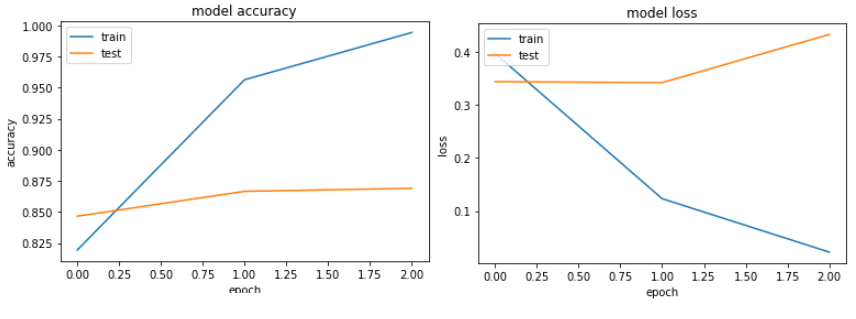 model accuracy
train
test
1.000
0.975
0.950
0.925
0.900
0.875
0.850
0.825
accuracy
0.00 0.25 0.50 0.75 1.00 1.25 1.50 1.75 2.00
epoch
model loss
train
test
0.4
0.3
0.2
0.1
loss
0.00 0.25 0.50 0.75 1.00 1.25 1.50 1.75 2.00
epoch